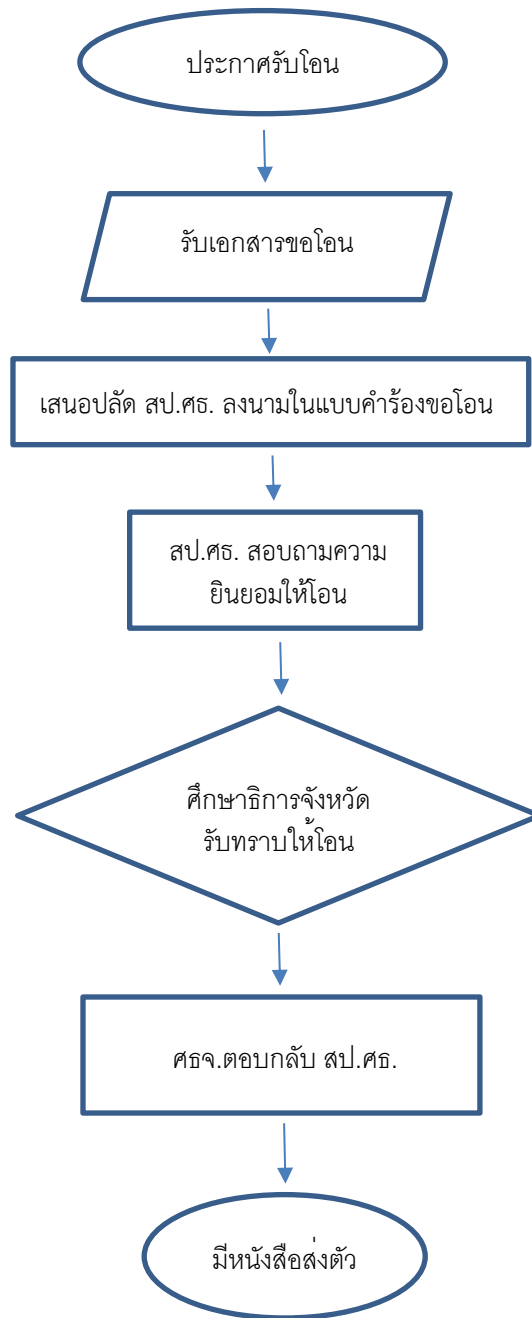 ประกาศรับโอน
รับเอกสารขอโอน
เสนอปลัด สป.ศธ. ลงนามในแบบคำร้องขอโอน
สป.ศธ. สอบถามความ
ยินยอมให้โอน
ศึกษาธิการจังหวัด
รับทราบให้โอน
ศธจ.ตอบกลับ สป.ศธ.
มีหนังสือส่งตัว